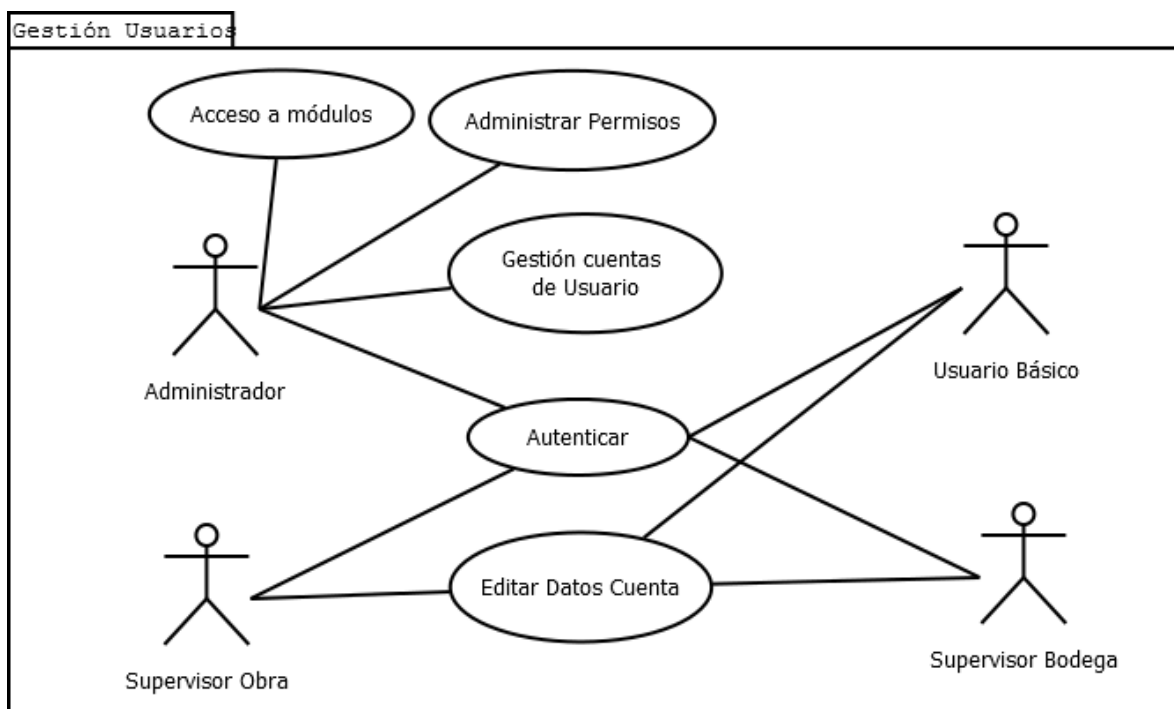 Gestión Usuarios
Acceso a módulos
Administrar Permisos
Gestión cuentas
de Usuario
Administrador
Usuario Básico
Autenticar
Editar Datos Cuenta
Supervisor Obra
Supervisor Bodega